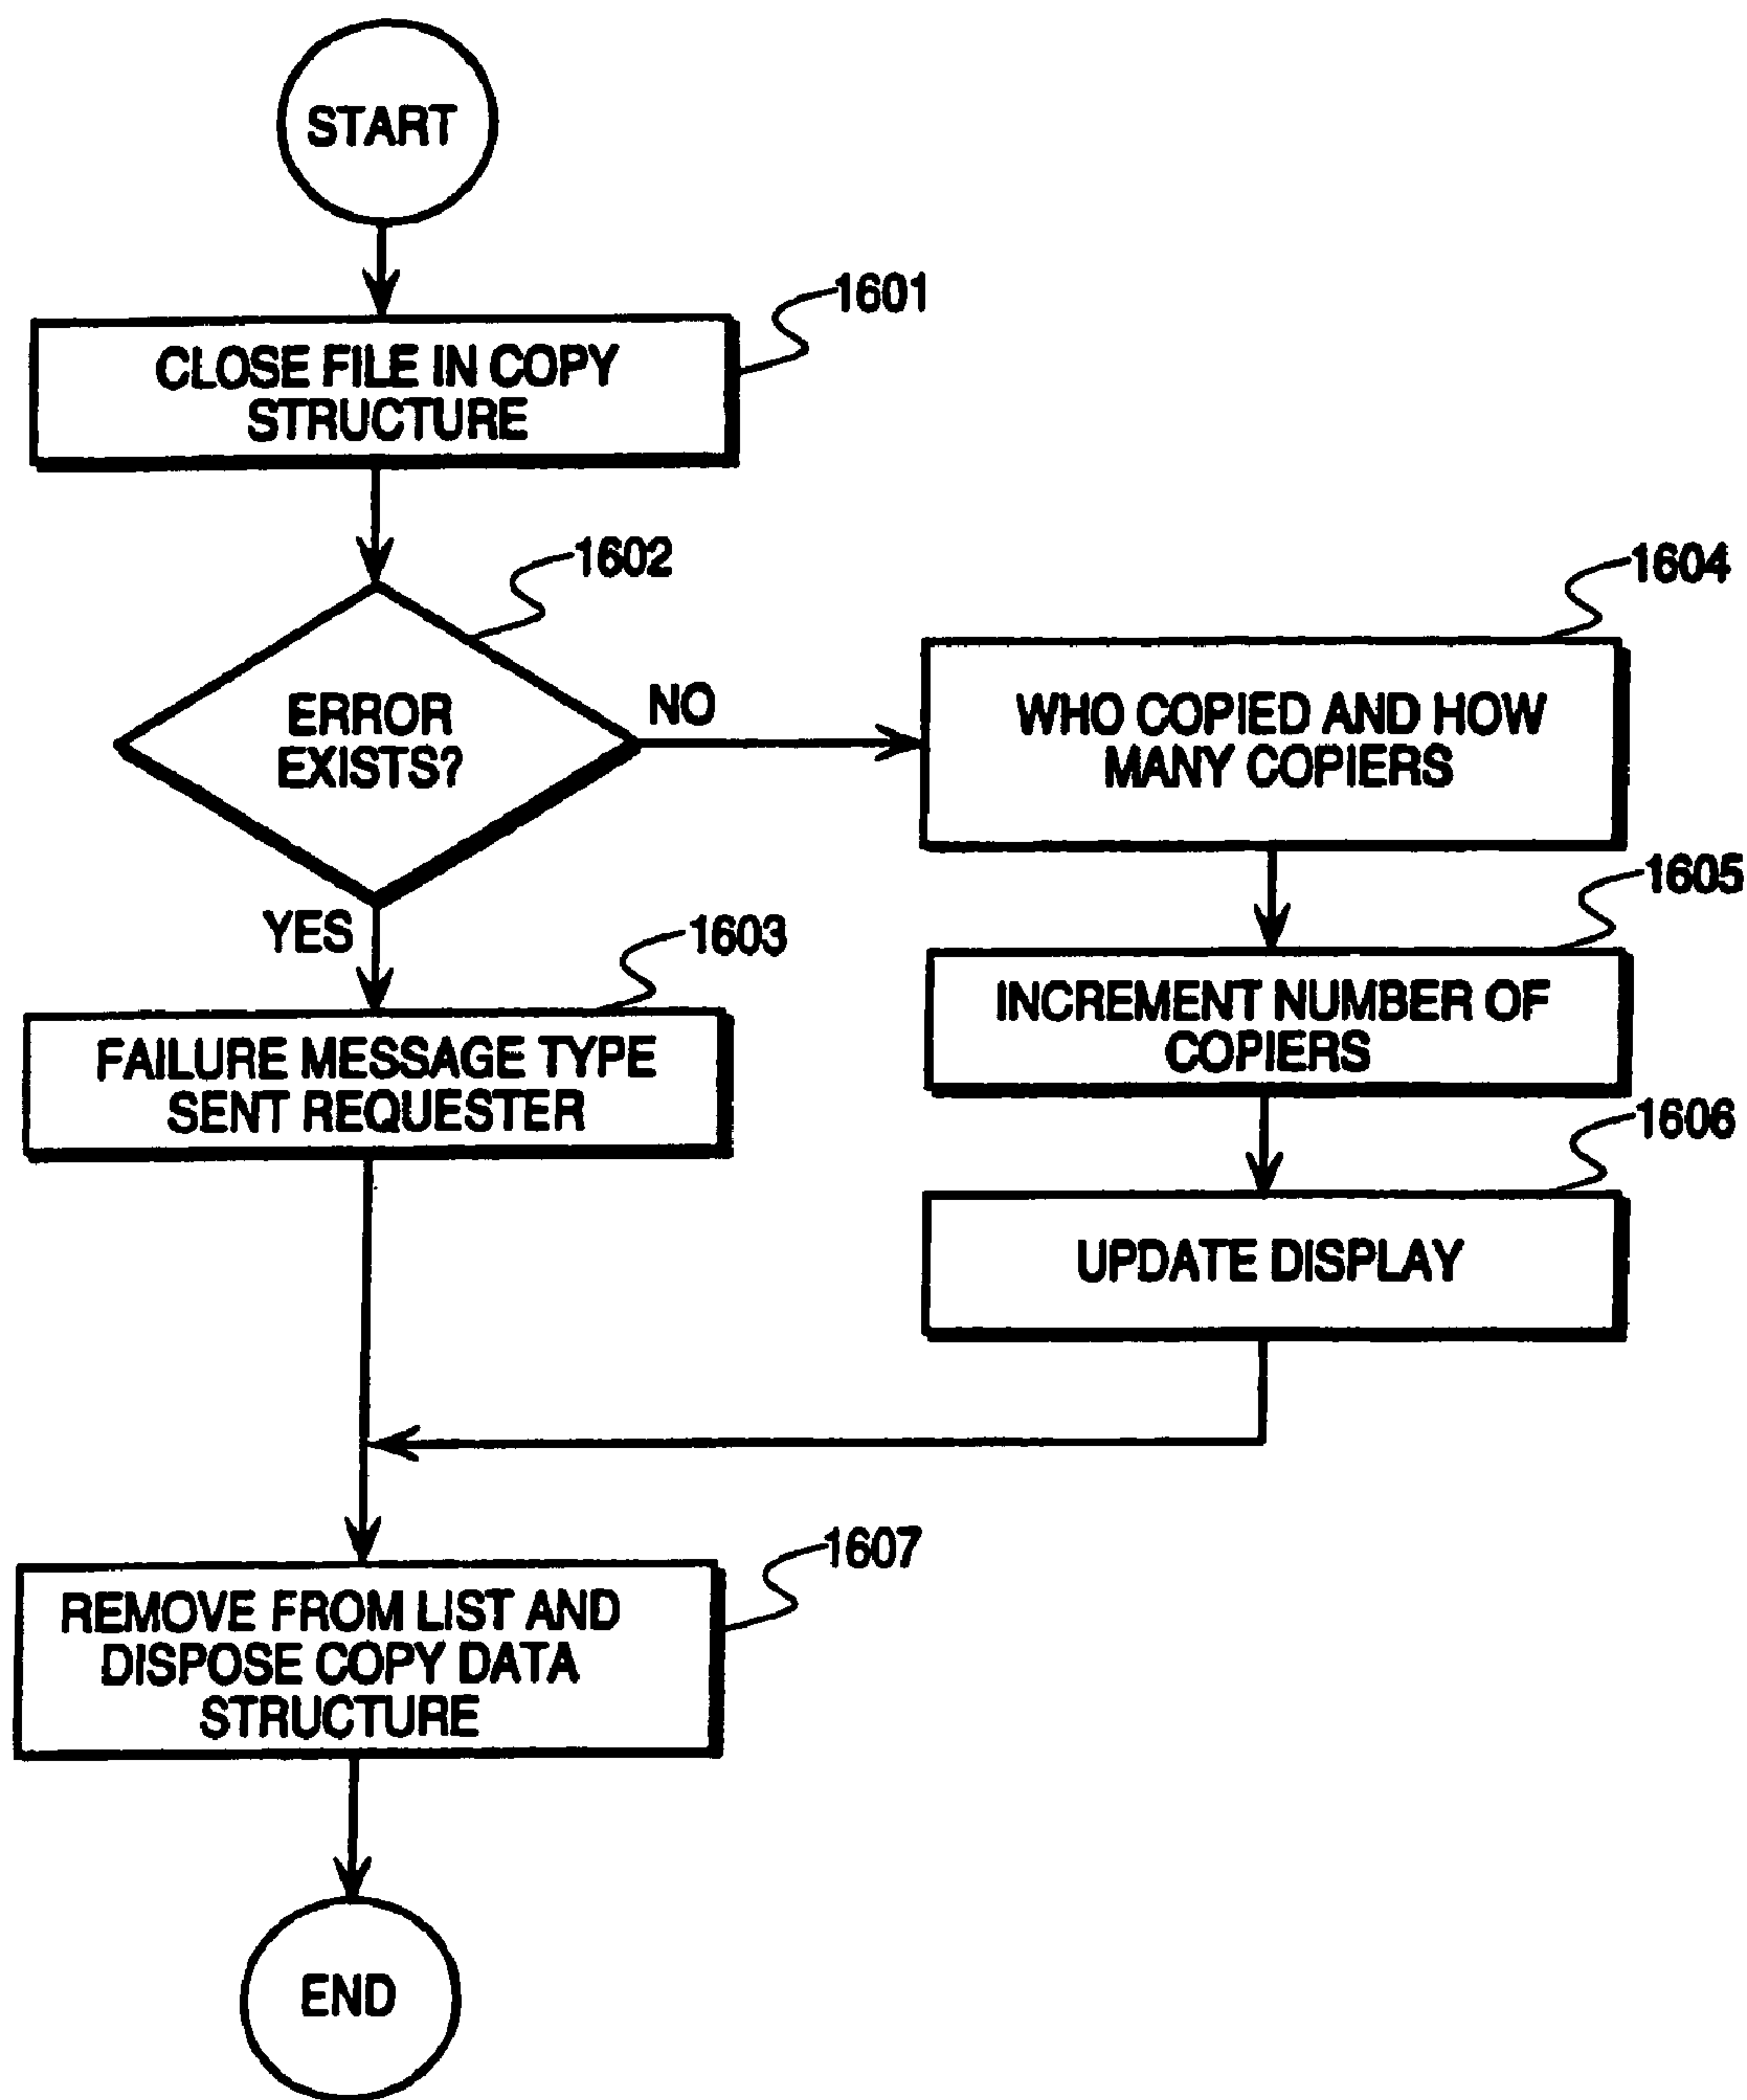 START
1601
CLOSE FILE IN COPY
STRUCTURE
1602
ERROR
EXISTS?
NO
YES
1604
WHO COPIED AND HOW
MANY COPIERS
1605
INCREMENT NUMBER OF
COPIERS
1603
FAILURE MESSAGE TYPE
SENT REQUESTER
1606
UPDATE DISPLAY
1607
REMOVE FROM LIST AND
DISPOSE COPY DATA
STRUCTURE
END